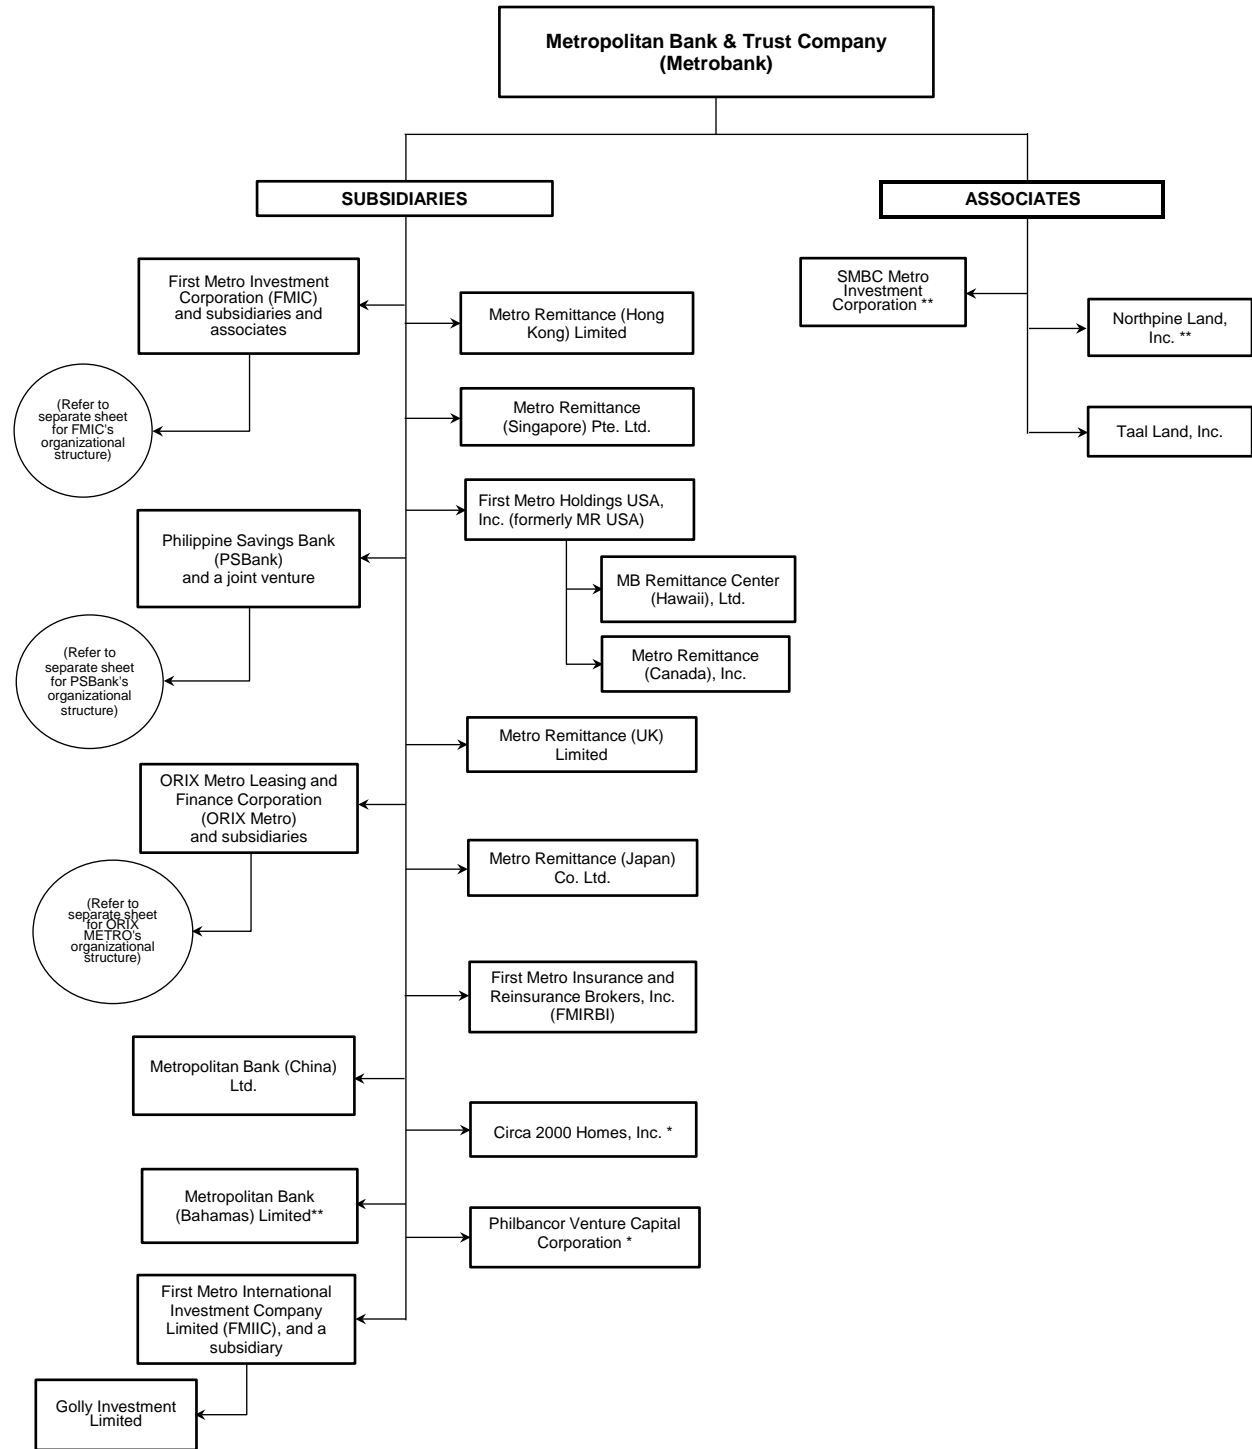 Metropolitan Bank & Trust Company
(Metrobank)
SUBSIDIARIES
ASSOCIATES
First Metro Investment
Corporation (FMIC)
and subsidiaries and
associates
(Refer to
separate sheet
for FMIC's
organizational
structure)
Philippine Savings Bank
(PSBank)
and a joint venture
(Refer to
separate sheet
for PSBank's
organizational
structure)
ORIX Metro Leasing and
Finance Corporation
(ORIX Metro)
and subsidiaries
(Refer to
separate sheet
for ORIX
METRO's
organizational
structure)
Metropolitan Bank (China)
Ltd.
Metropolitan Bank
(Bahamas) Limited**
First Metro International
Investment Company
Limited (FMIIC), and a
subsidiary
Golly Investment
Limited
Metro Remittance (Hong
Kong) Limited
Metro Remittance
(Singapore) Pte. Ltd.
First Metro Holdings USA,
Inc. (formerly MR USA)
MB Remittance Center
(Hawaii), Ltd.
Metro Remittance
(Canada), Inc.
Metro Remittance (UK)
Limited
Metro Remittance (Japan)
Co. Ltd.
First Metro Insurance and
Reinsurance Brokers, Inc.
(FMIRBI)
Circa 2000 Homes, Inc. *
Philbancor Venture Capital
Corporation *
SMBC Metro
Investment
Corporation **
Northpine Land,
Inc. **
Taal Land, Inc.